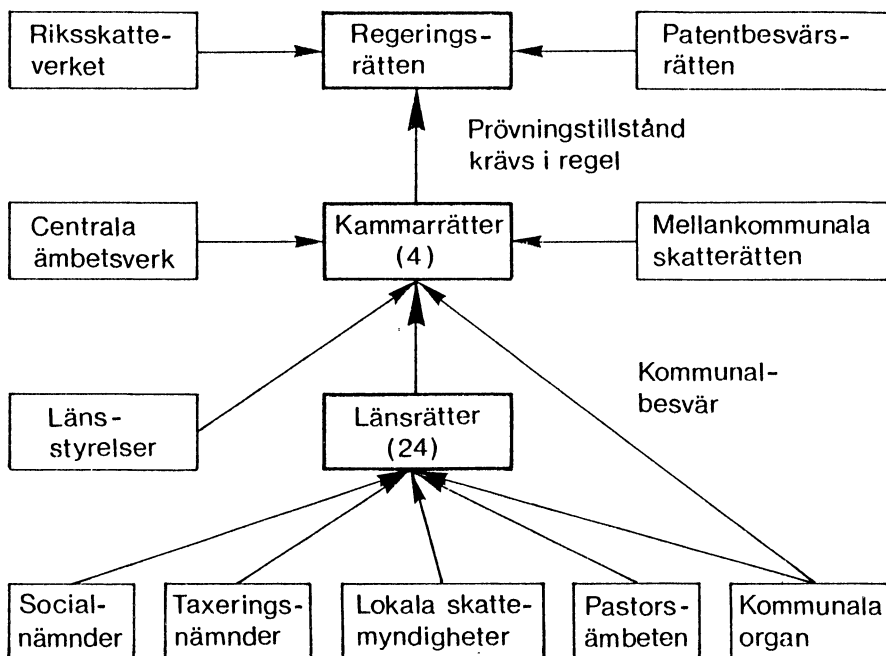 Riksskatte-
verket
Regerings-
rätten
Patentbesvärs-
rätten
Prövningstillstånd
krävs i regel
Centrala
ämbetsverk
Kammarrätter
(4)
Mellankommunala
skatterätten
Läns-
styrelser
Länsrätter
(24)
Kommunal-
besvär
Social-
nämnder
Taxerings-
nämnder
Lokala skatte-
myndigheter
Pastors-
ämbeten
Kommunala
organ